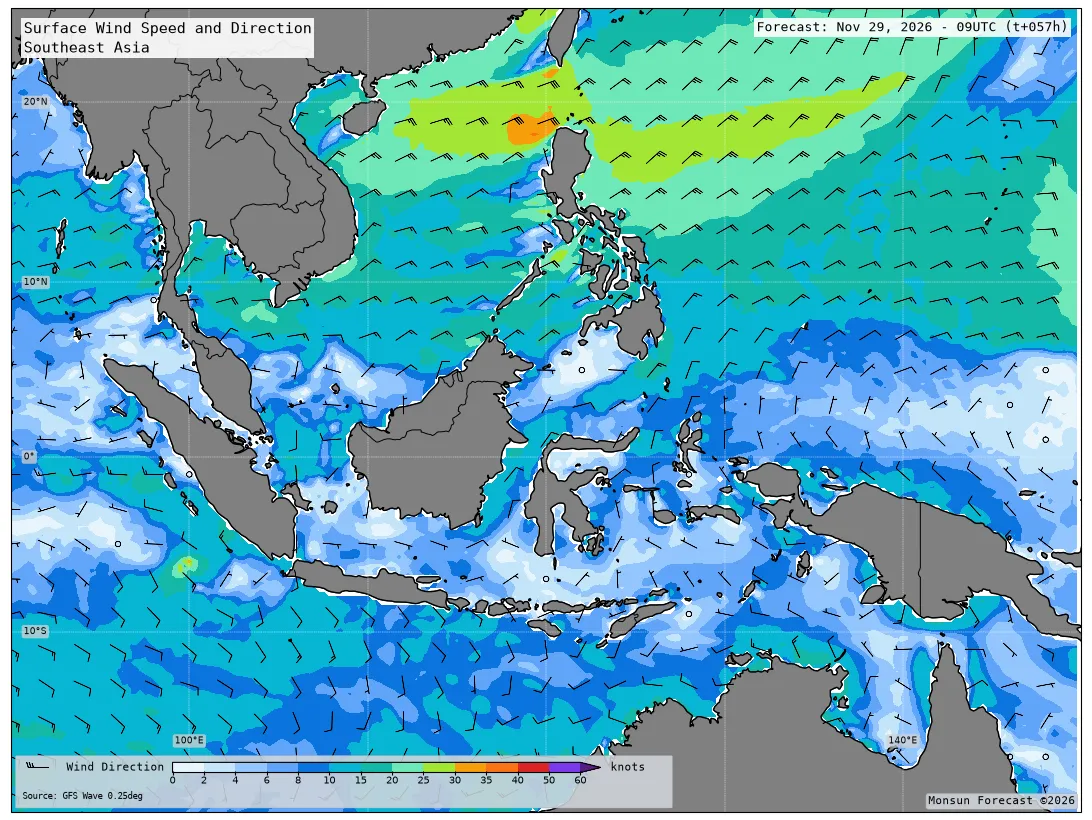 Surface Wind Speed and Direction
Southeast Asia
Forecast: Nov 29, 2026 - 09UTC (t+057h)
20°N
10°N
0°
10°S
100°E
140°E
Wind Direction
0 2 4 6 8 10 15 20 25 30 35 40 50 60
knots
Source: GFS Wave 0.25deg
Monsun Forecast ©2026